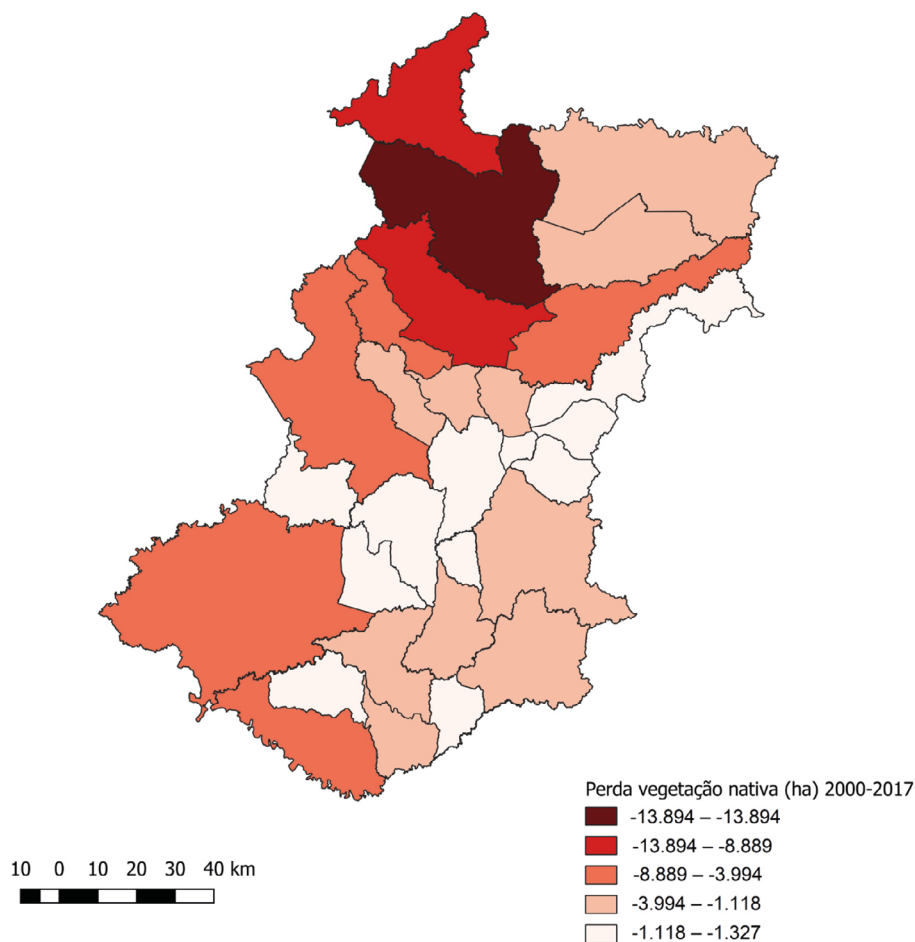 10 0 10 20 30 40 km
Perda vegetação nativa (ha) 2000-2017
-13.894 – -13.894
-13.894 – -8.889
-8.889 – -3.994
-3.994 – -1.118
-1.118 – -1.327